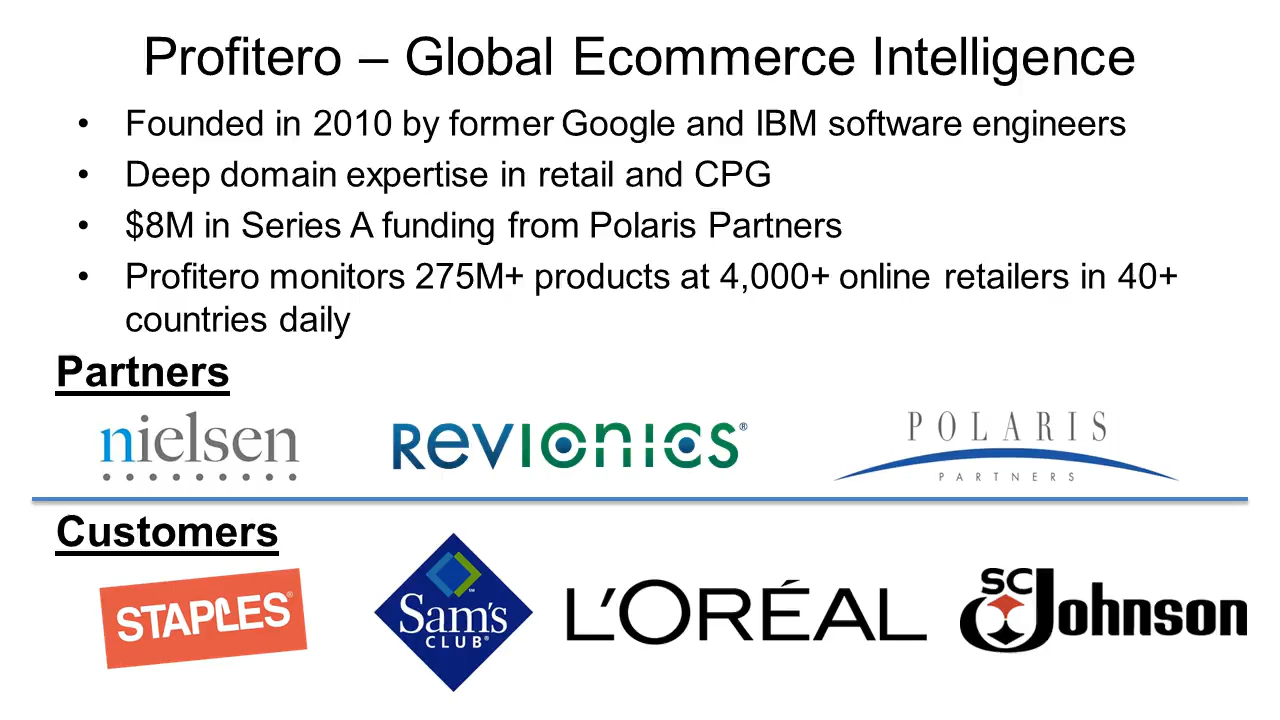 Profitero – Global Ecommerce Intelligence
• Founded in 2010 by former Google and IBM software engineers
• Deep domain expertise in retail and CPG
• $8M in Series A funding from Polaris Partners
• Profitero monitors 275M+ products at 4,000+ online retailers in 40+
countries daily
Partners
nielsen
REVIONICS®
POLARIS
PARTNERS
Customers
STAPLES®
Sam's
CLUB®
L'ORÉAL
SC
Johnson